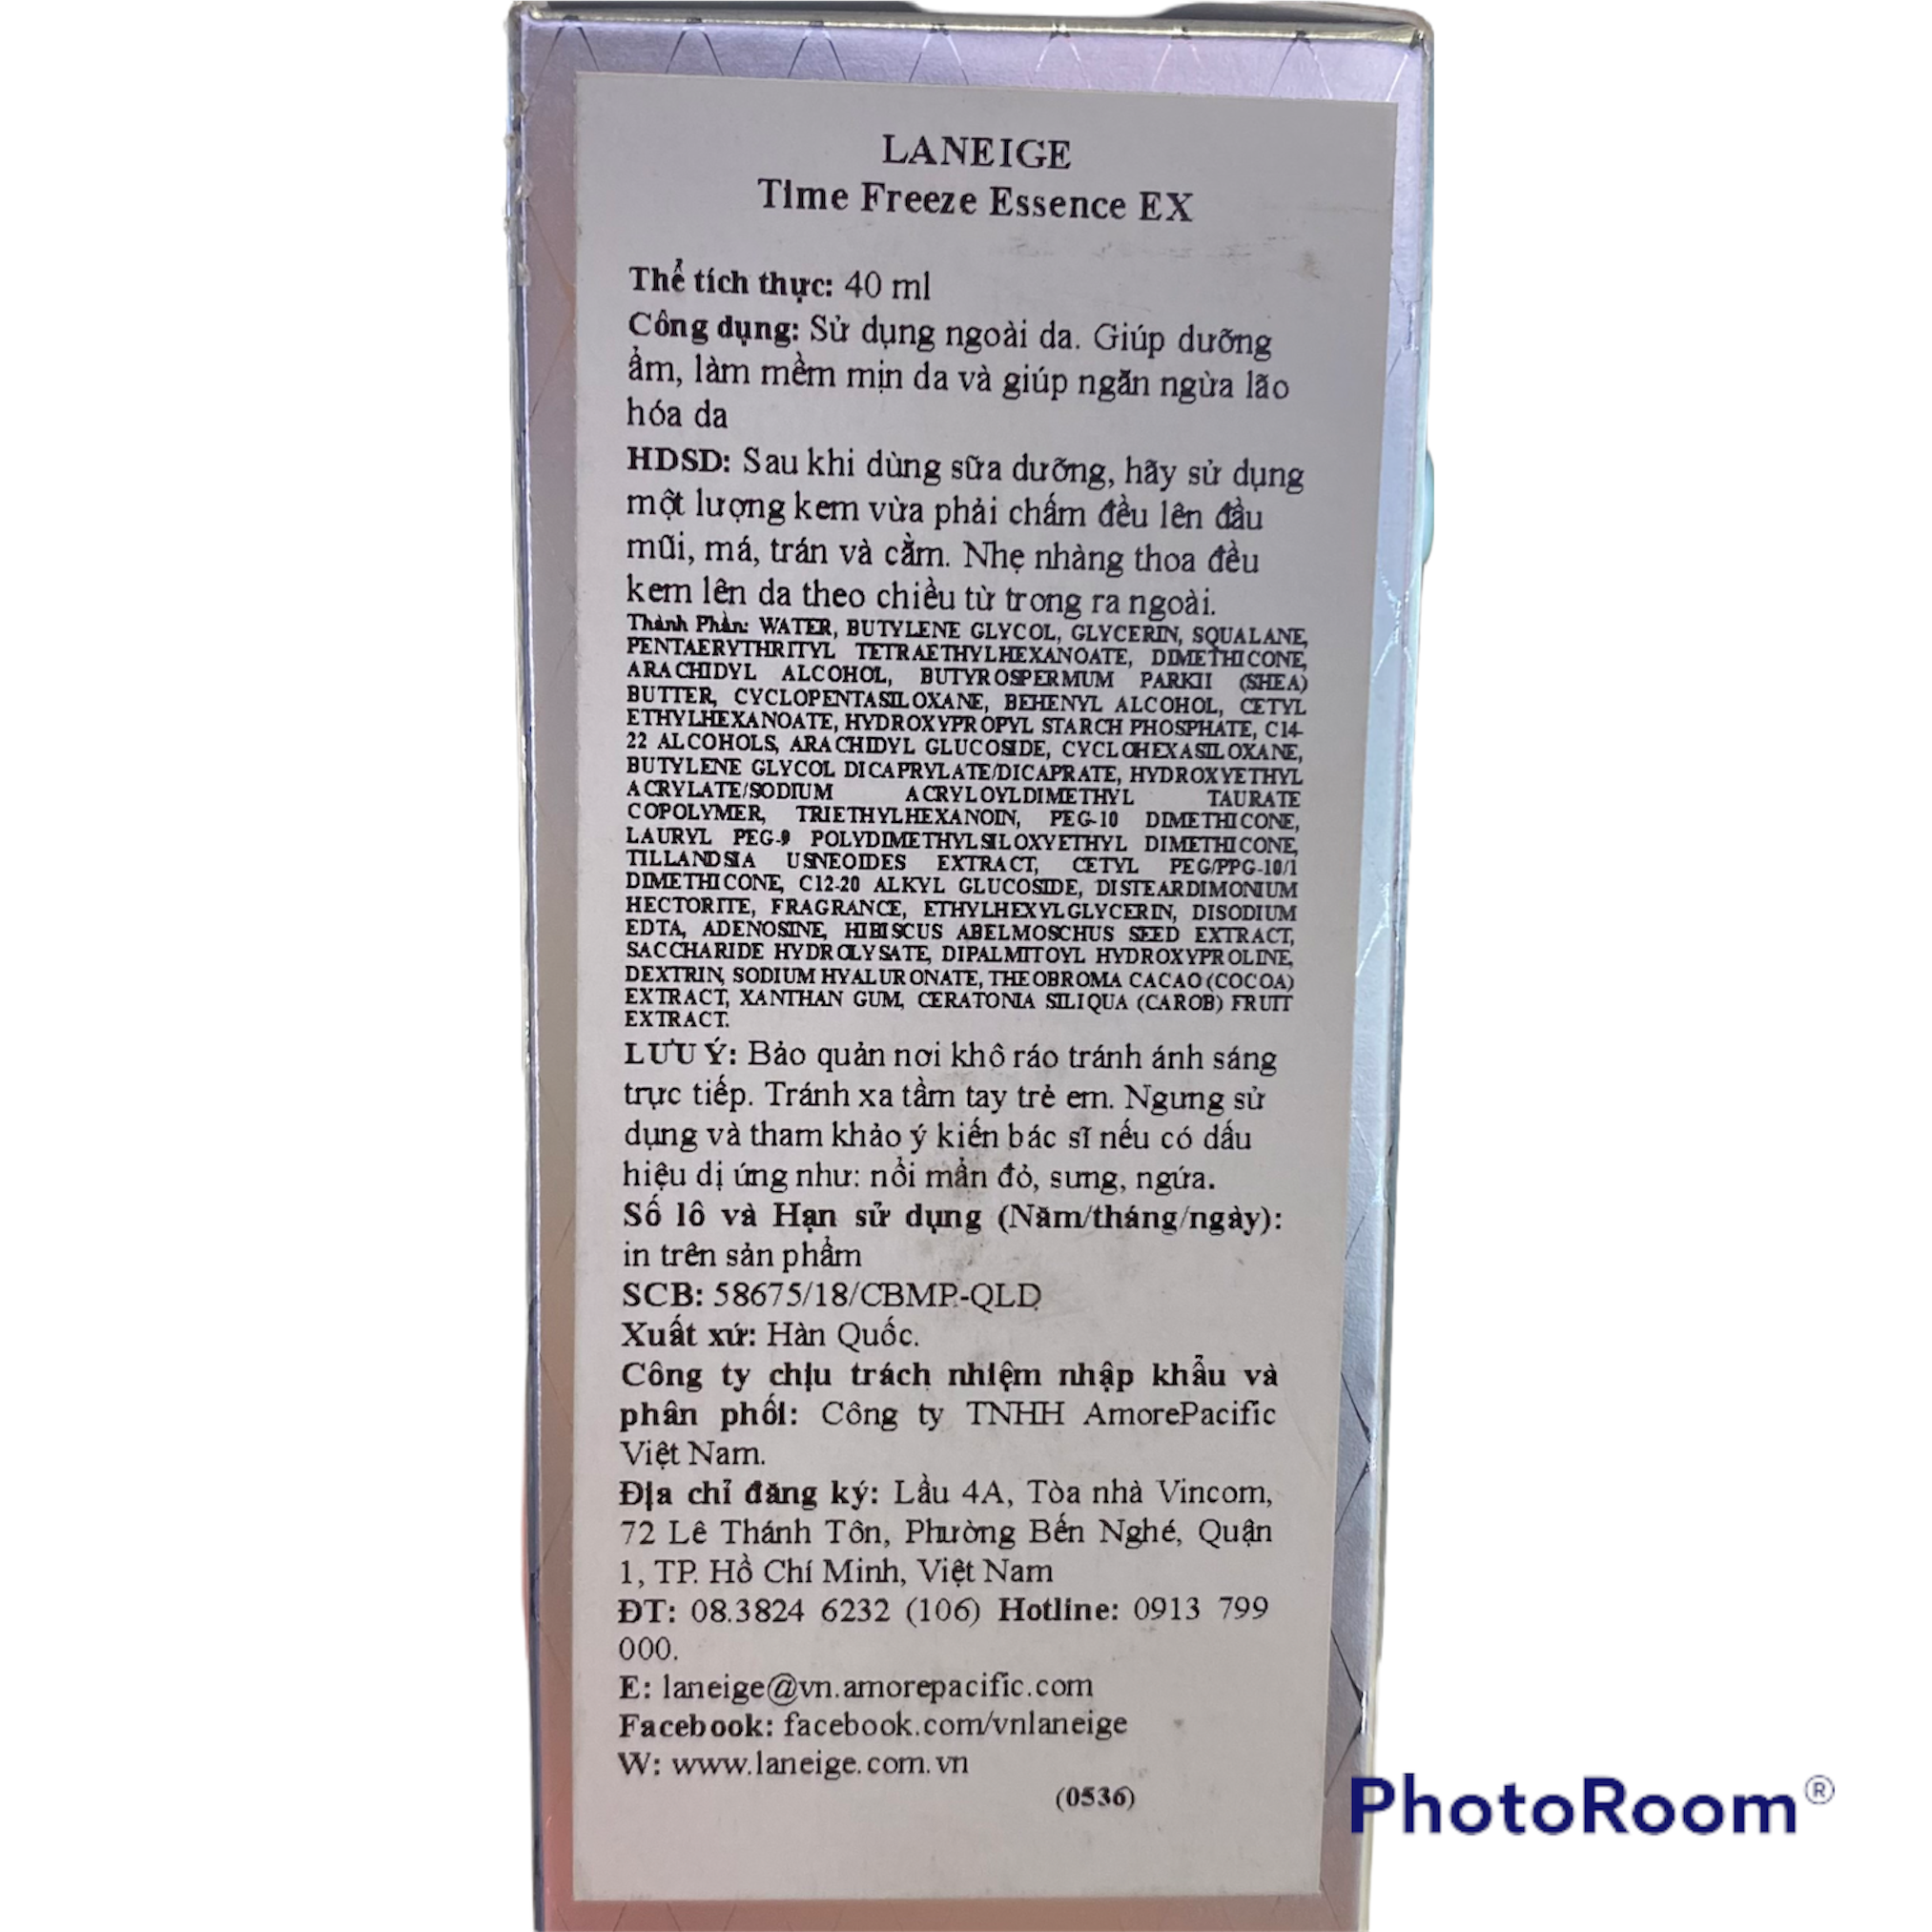 LANEIGE
Time Freeze Essence EX
Thể tích thực: 40 ml
Công dụng: Sử dụng ngoài da. Giúp dưỡng
ẩm, làm mềm mịn da và giúp ngăn ngừa lão
hóa da
HDSD: Sau khi dùng sữa dưỡng, hãy sử dụng
một lượng kem vừa phải chấm đều lên đầu
mũi, má, trán và cằm. Nhẹ nhàng thoa đều
kem lên da theo chiều từ trong ra ngoài.
Thành Phần: WATER, BUTYLENE GLYCOL, GLYCERIN, SQUALANE,
PENTAERYTHRITYL TETRAETHYLHEXANOATE, DIMETHICONE,
ARACHIDYL ALCOHOL, BUTYROSPERMUM PARKII (SHEA)
BUTTER, CYCLOPENTASILOXANE, BEHENYL ALCOHOL, CETYL
ETHYLHEXANOATE, HYDROXYPROPYL STARCH PHOSPHATE, C14-
22 ALCOHOLS, ARACHIDYL GLUCOSIDE, CYCLOHEXASILOXANE,
BUTYLENE GLYCOL DICAPRYLATE/DICAPRATE, HYDROXYETHYL
ACRYLATE/SODIUM ACRYLOYLDIMETHYL TAURATE
COPOLYMER, TRIETHYLHEXANOIN, PEG-10 DIMETHICONE,
LAURYL PEG-9 POLYDIMETHYLSILOXYETHYL DIMETHICONE,
TILLANDSIA USNEOIDES EXTRACT, CETYL PEG/PPG-10/1
DIMETHICONE, C12-20 ALKYL GLUCOSIDE, DISTEARDIMONIUM
HECTORITE, FRAGRANCE, ETHYLHEXYLGLYCERIN, DISODIUM
EDTA, ADENOSINE, HIBISCUS ABELMOSCHUS SEED EXTRACT,
SACCHARIDE HYDROLYSATE, DIPALMITOYL HYDROXYPROLINE,
DEXTRIN, SODIUM HYALURONATE, THEOBROMA CACAO (COCOA)
EXTRACT, XANTHAN GUM, CERATONIA SILIQUA (CAROB) FRUIT
EXTRACT.
LƯU Ý: Bảo quản nơi khô ráo tránh ánh sáng
trực tiếp. Tránh xa tầm tay trẻ em. Ngưng sử
dụng và tham khảo ý kiến bác sĩ nếu có dấu
hiệu dị ứng như: nổi mẩn đỏ, sưng, ngứa.
Số lô và Hạn sử dụng (Năm/tháng/ngày):
in trên sản phẩm
SCB: 58675/18/CBMP-QLD
Xuất xứ: Hàn Quốc.
Công ty chịu trách nhiệm nhập khẩu và
phân phối: Công ty TNHH AmorePacific
Việt Nam.
Địa chỉ đăng ký: Lầu 4A, Tòa nhà Vincom,
72 Lê Thánh Tôn, Phường Bến Nghé, Quận
1, TP. Hồ Chí Minh, Việt Nam
ĐT: 08.3824 6232 (106) Hotline: 0913 799
000.
E: laneige@vn.amorepacific.com
Facebook: facebook.com/vnlaneige
W: www.laneige.com.vn
(0536)
PhotoRoom®